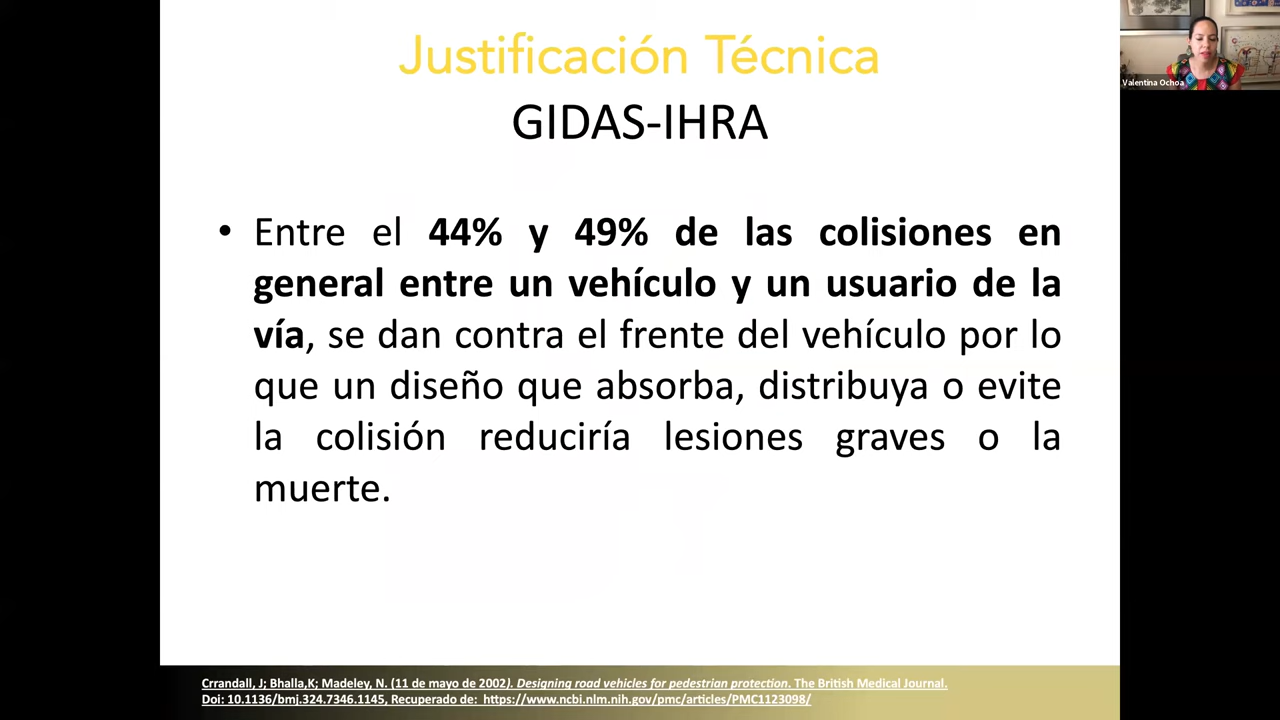 Justificación Técnica
GIDAS-IHRA
• Entre el 44% y 49% de las colisiones en
general entre un vehículo y un usuario de la
vía, se dan contra el frente del vehículo por lo
que un diseño que absorba, distribuya o evite
la colisión reduciría lesiones graves o la
muerte.
Crrandall, J; Bhalla,K; Madeley, N. (11 de mayo de 2002). Designing road vehicles for pedestrian protection. The British Medical Journal.
Doi: 10.1136/bmj.324.7346.1145, Recuperado de: https://www.ncbi.nlm.nih.gov/pmc/articles/PMC1123098/
Valentina Ochoa